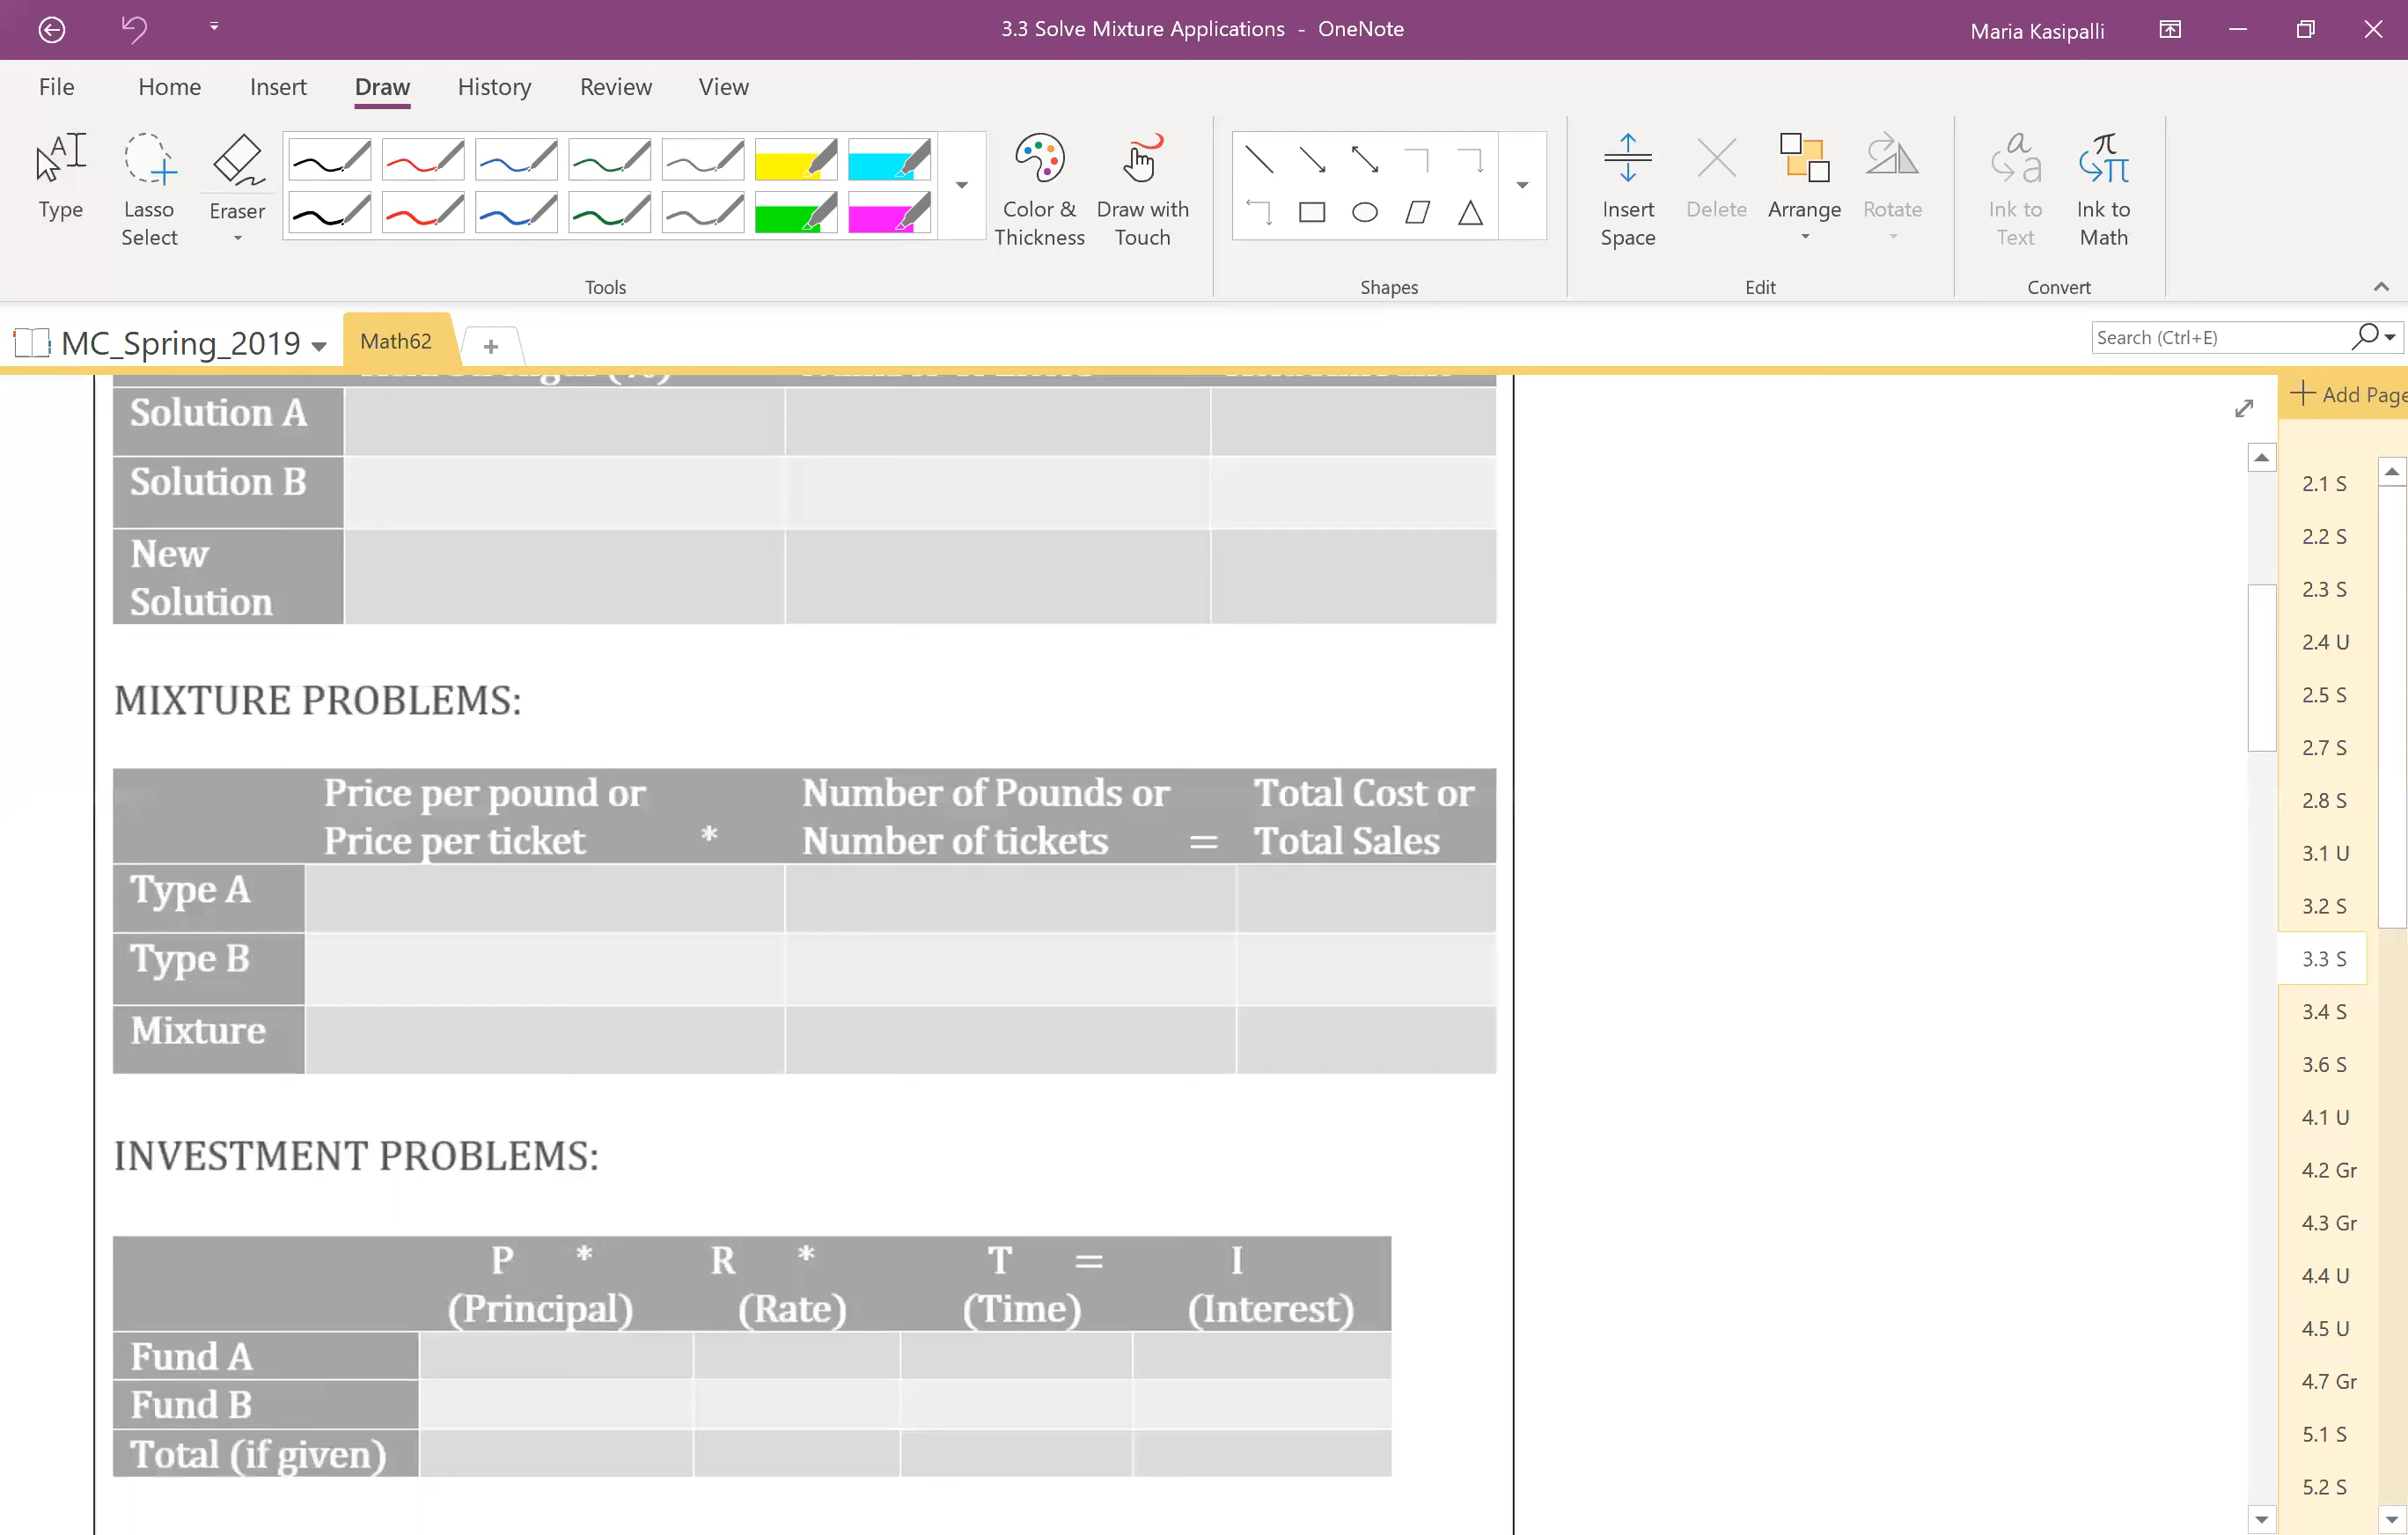 3.3 Solve Mixture Applications - OneNote
Maria Kasipalli
File Home Insert Draw History Review View
Type
Lasso Select
Eraser
Color & Thickness
Draw with Touch
Insert Space
Delete
Arrange
Rotate
Ink to Text
Ink to Math
Tools
Shapes
Edit
Convert
MC_Spring_2019
Math62
Search (Ctrl+E)
Add Page
Solution A
Solution B
New
Solution
MIXTURE PROBLEMS:
Price per pound or Number of Pounds or Total Cost or
Price per ticket * Number of tickets = Total Sales
Type A
Type B
Mixture
INVESTMENT PROBLEMS:
P * R * T = I
(Principal) (Rate) (Time) (Interest)
Fund A
Fund B
Total (if given)
2.1 S
2.2 S
2.3 S
2.4 U
2.5 S
2.7 S
2.8 S
3.1 U
3.2 S
3.3 S
3.4 S
3.6 S
4.1 U
4.2 Gr
4.3 Gr
4.4 U
4.5 U
4.7 Gr
5.1 S
5.2 S